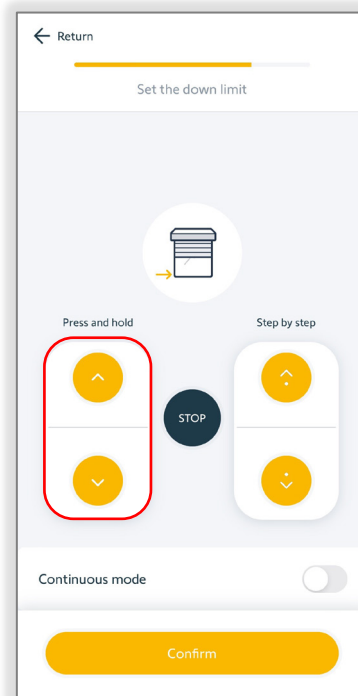 Return
Set the down limit
Press and hold
Step by step
STOP
Continuous mode
Confirm